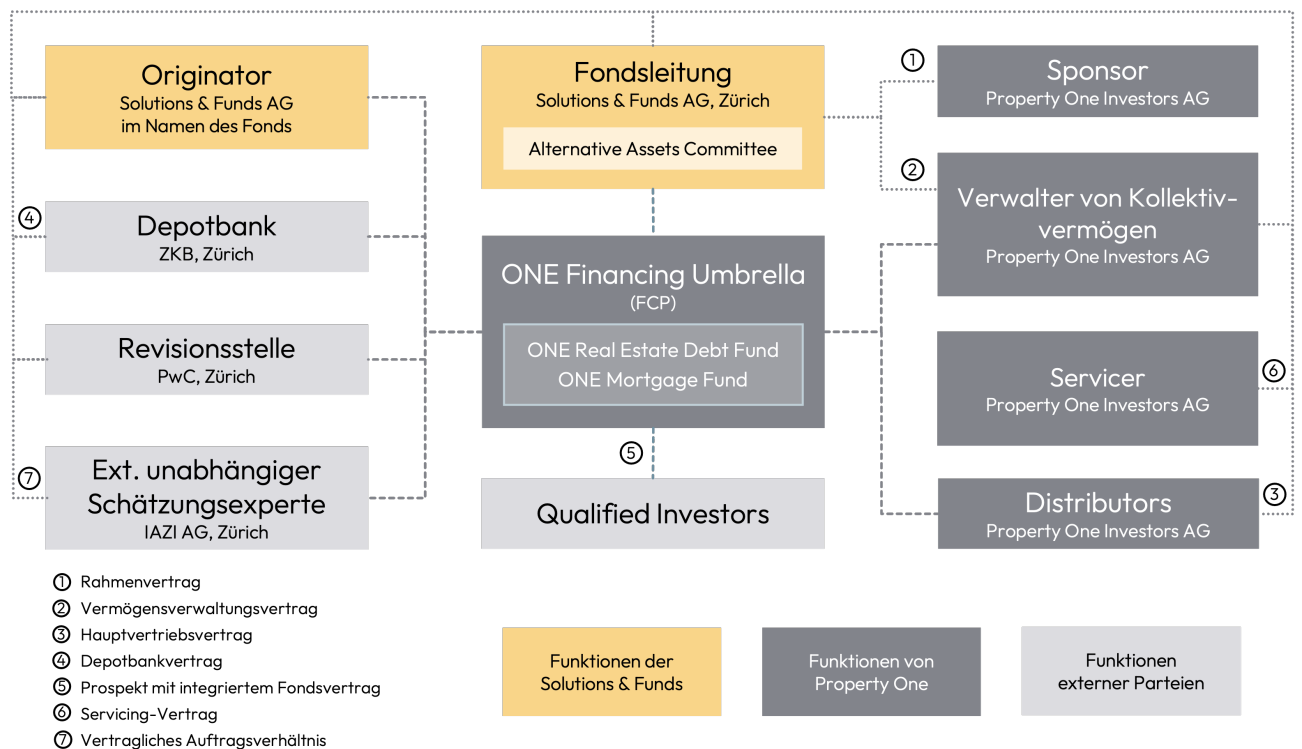 Originator
Solutions & Funds AG
im Namen des Fonds
④
Depotbank
ZKB, Zürich
Revisionsstelle
PwC, Zürich
⑦
Ext. unabhängiger
Schätzungsexperte
IAZI AG, Zürich
Fondsleitung
Solutions & Funds AG, Zürich
Alternative Assets Committee
ONE Financing Umbrella
(FCP)
ONE Real Estate Debt Fund
ONE Mortgage Fund
⑤
Qualified Investors
①
Sponsor
Property One Investors AG
②
Verwalter von Kollektiv-
vermögen
Property One Investors AG
Servicer
Property One Investors AG
⑥
Distributors
Property One Investors AG
③
① Rahmenvertrag
② Vermögensverwaltungsvertrag
③ Hauptvertriebsvertrag
④ Depotbankvertrag
⑤ Prospekt mit integriertem Fondsvertrag
⑥ Servicing-Vertrag
⑦ Vertragliches Auftragsverhältnis
Funktionen der
Solutions & Funds
Funktionen von
Property One
Funktionen
externer Parteien